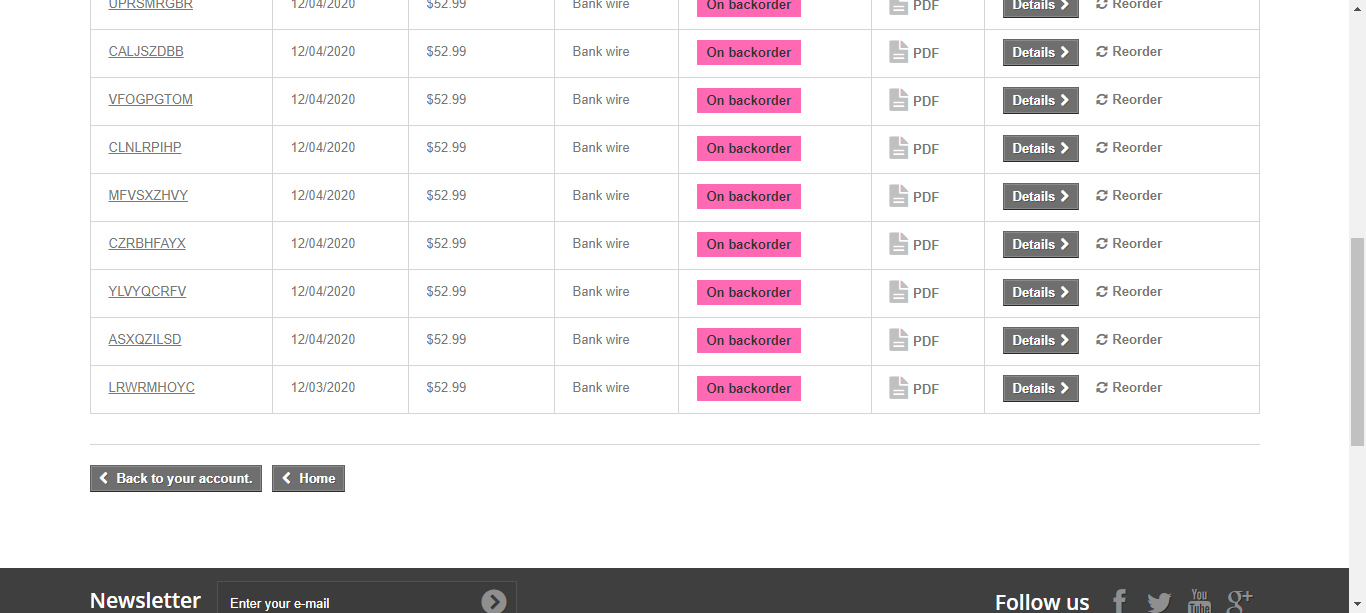 UPRSMRGBR 12/04/2020 $52.99 Bank wire On backorder PDF Details Reorder
CALJSZDBB 12/04/2020 $52.99 Bank wire On backorder PDF Details Reorder
VFOGPGTOM 12/04/2020 $52.99 Bank wire On backorder PDF Details Reorder
CLNLRPIHP 12/04/2020 $52.99 Bank wire On backorder PDF Details Reorder
MFVSXZHVY 12/04/2020 $52.99 Bank wire On backorder PDF Details Reorder
CZRBHFAYX 12/04/2020 $52.99 Bank wire On backorder PDF Details Reorder
YLVYQCRFV 12/04/2020 $52.99 Bank wire On backorder PDF Details Reorder
ASXQZILSD 12/04/2020 $52.99 Bank wire On backorder PDF Details Reorder
LRWRMHOYC 12/03/2020 $52.99 Bank wire On backorder PDF Details Reorder
Back to your account. Home
Newsletter Enter your e-mail Follow us You Tube g+